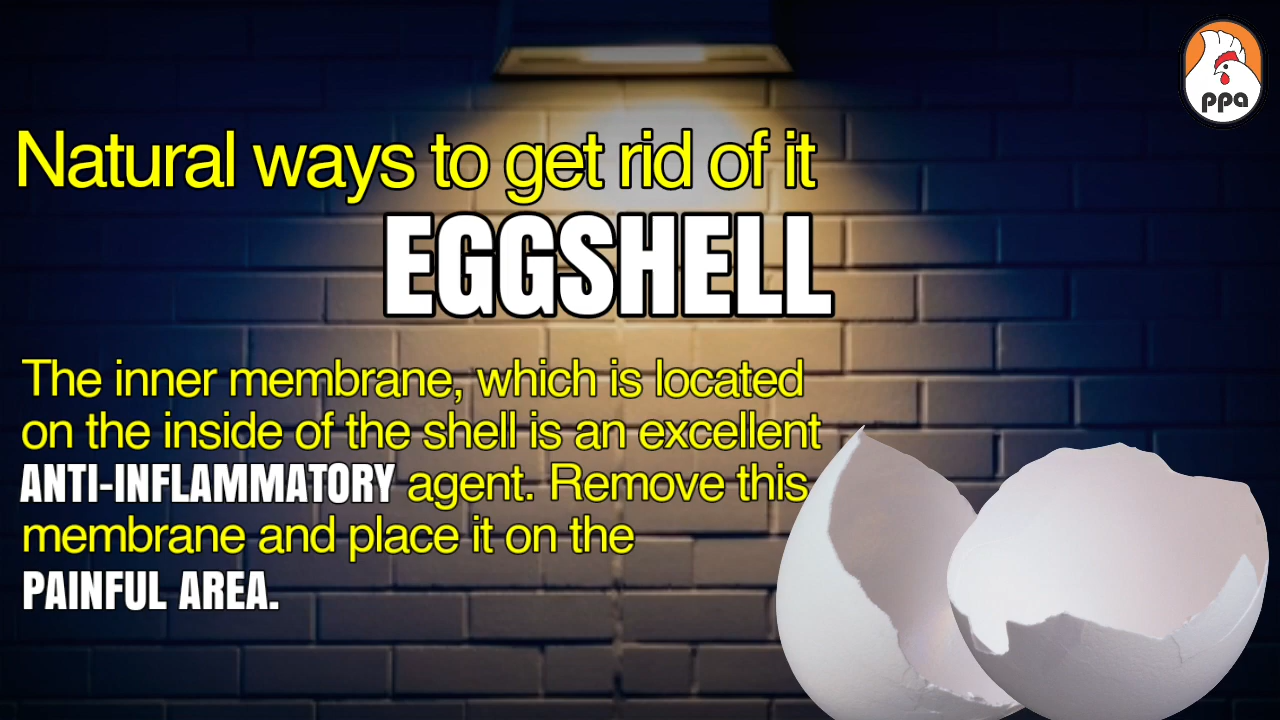 ppa
Natural ways to get rid of it
EGGSHELL
The inner membrane, which is located
on the inside of the shell is an excellent
ANTI-INFLAMMATORY agent. Remove this
membrane and place it on the
PAINFUL AREA.